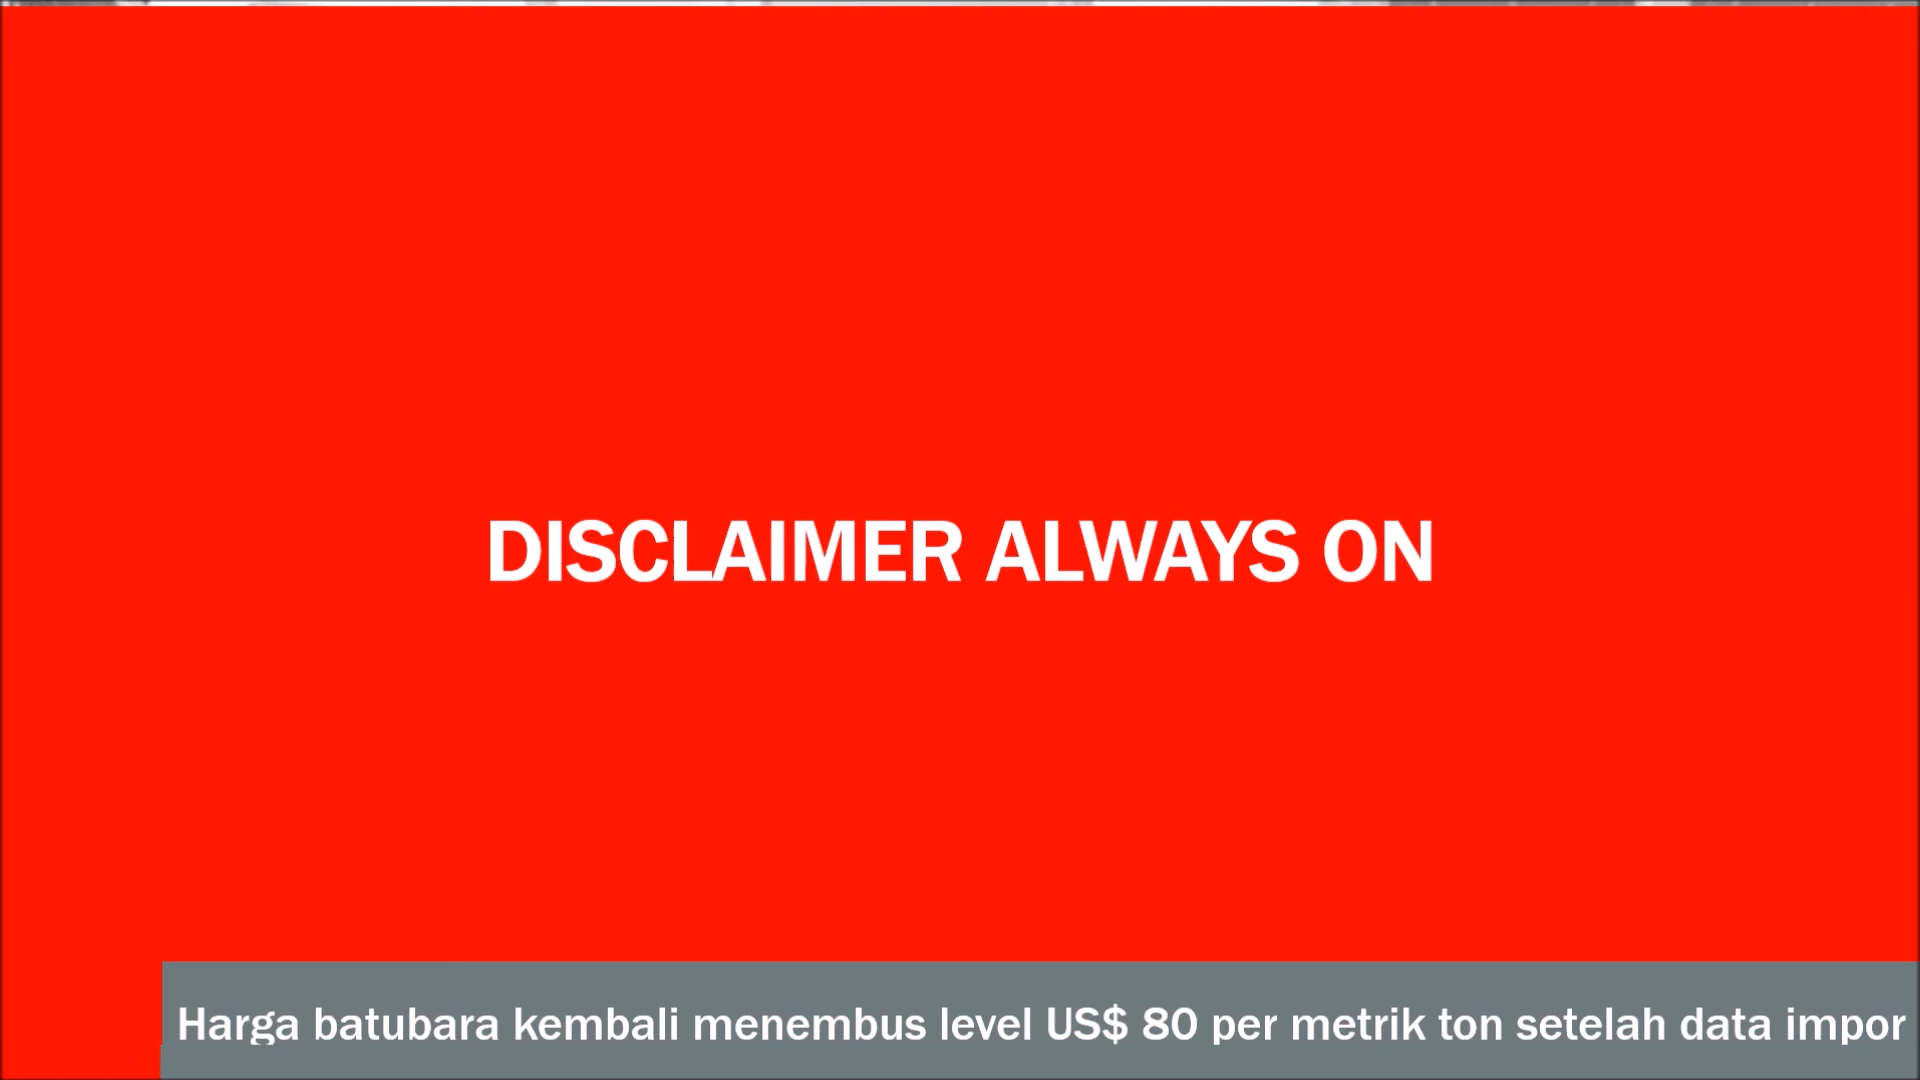 DISCLAIMER ALWAYS ON
Harga batubara kembali menembus level US$ 80 per metrik ton setelah data impor